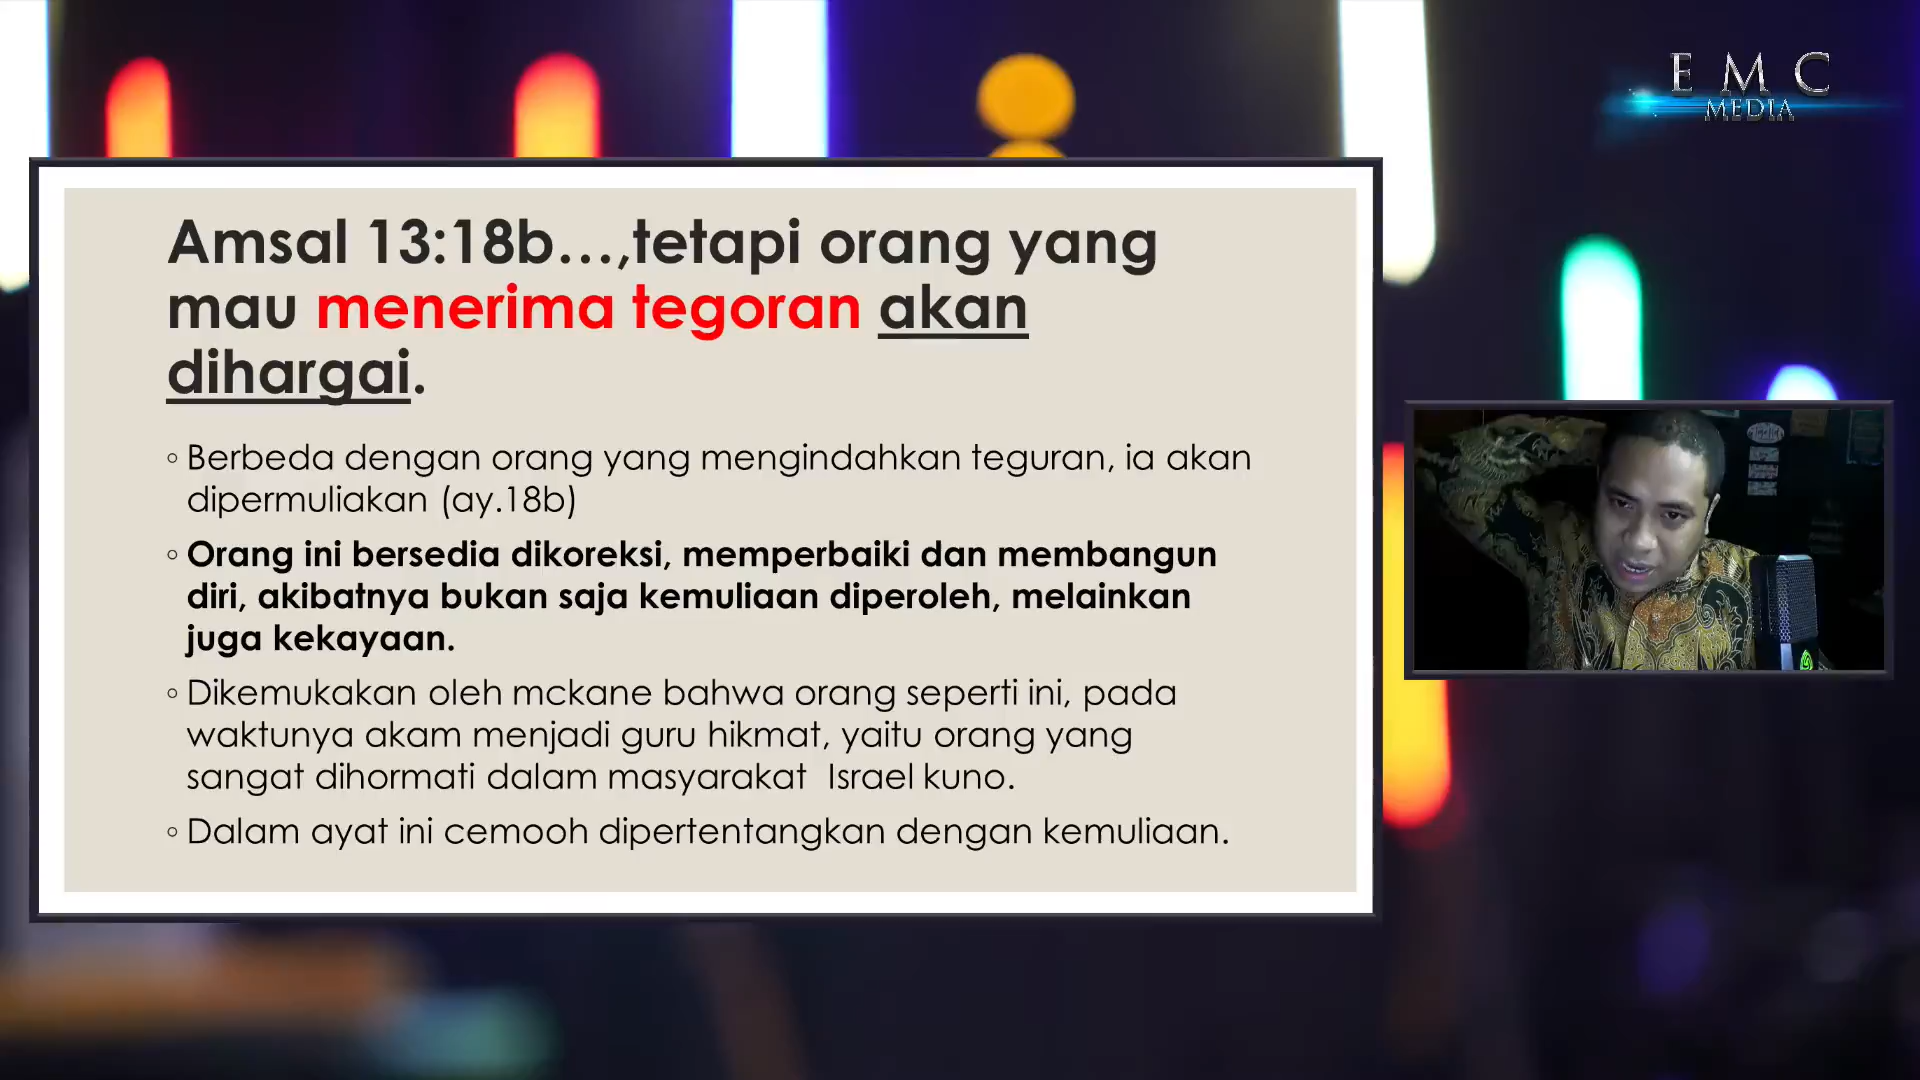 E M C
MEDIA
Amsal 13:18b...,tetapi orang yang
mau menerima tegoran akan
dihargai.
◦ Berbeda dengan orang yang mengindahkan teguran, ia akan
dipermuliakan (ay.18b)
◦ Orang ini bersedia dikoreksi, memperbaiki dan membangun
diri, akibatnya bukan saja kemuliaan diperoleh, melainkan
juga kekayaan.
◦ Dikemukakan oleh mckane bahwa orang seperti ini, pada
waktunya akam menjadi guru hikmat, yaitu orang yang
sangat dihormati dalam masyarakat  Israel kuno.
◦ Dalam ayat ini cemooh dipertentangkan dengan kemuliaan.